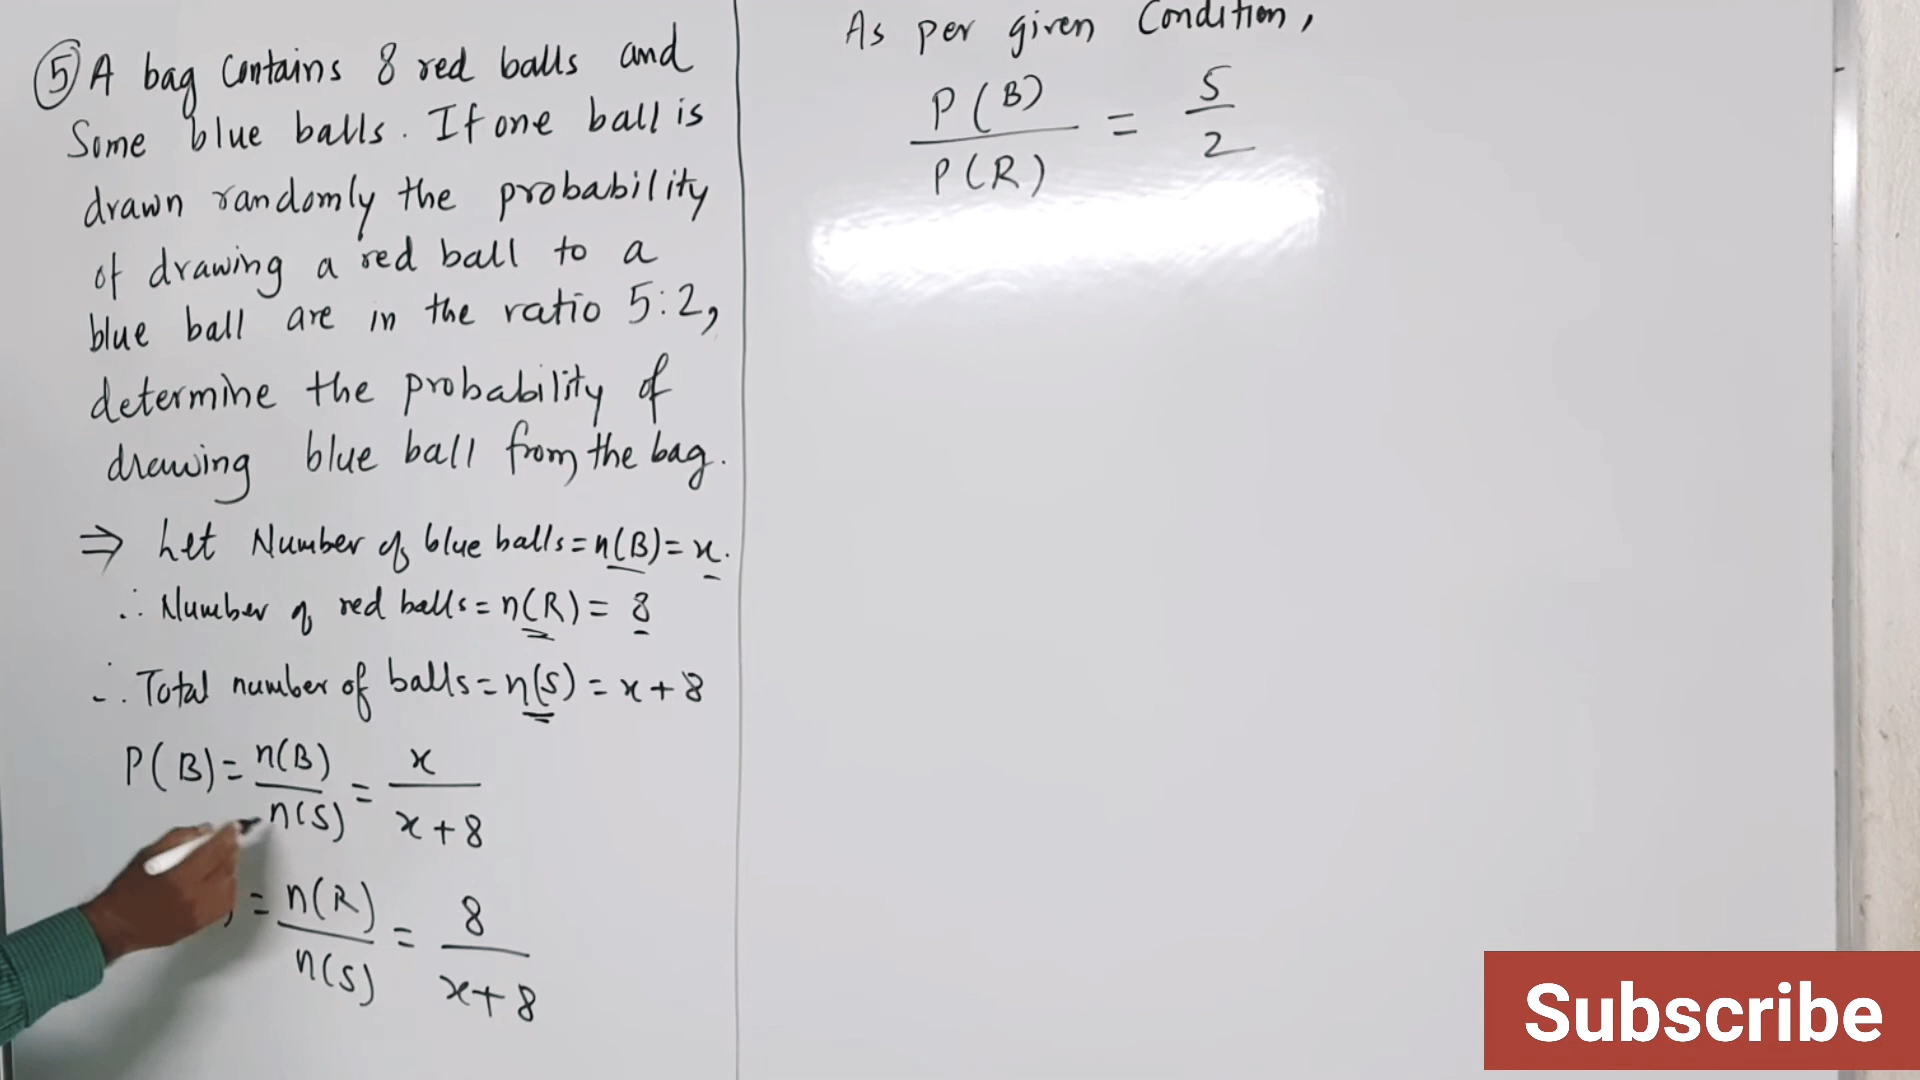 ⑤ A bag contains 8 red balls and
Some blue balls. If one ball is
drawn randomly the probability
of drawing a red ball to a
blue ball are in the ratio 5:2,
determine the probability of
drawing blue ball from the bag.
⇒ Let Number of blue balls = n(B) = x.
∴ Number of red balls = n(R) = 8
∴ Total number of balls = n(S) = x + 8
P(B) = n(B)/n(S) = x/x+8
) = n(R)/n(S) = 8/x+8
As per given Condition,
P(B)/P(R) = 5/2
Subscribe